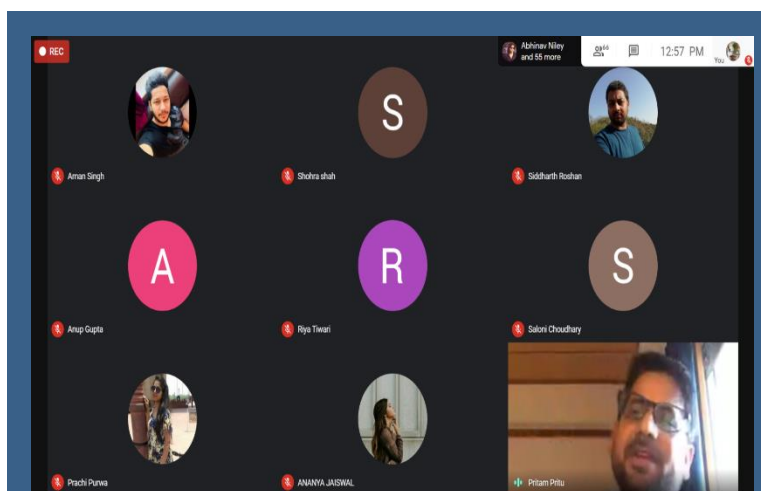 REC
Abhinav Niley
and 55 more
66
12:57 PM
You
Aman Singh
S
Shohra shah
Siddharth Roshan
A
Anup Gupta
R
Riya Tiwari
S
Saloni Choudhary
Prachi Purwa
ANANYA JAISWAL
Pritam Pritu